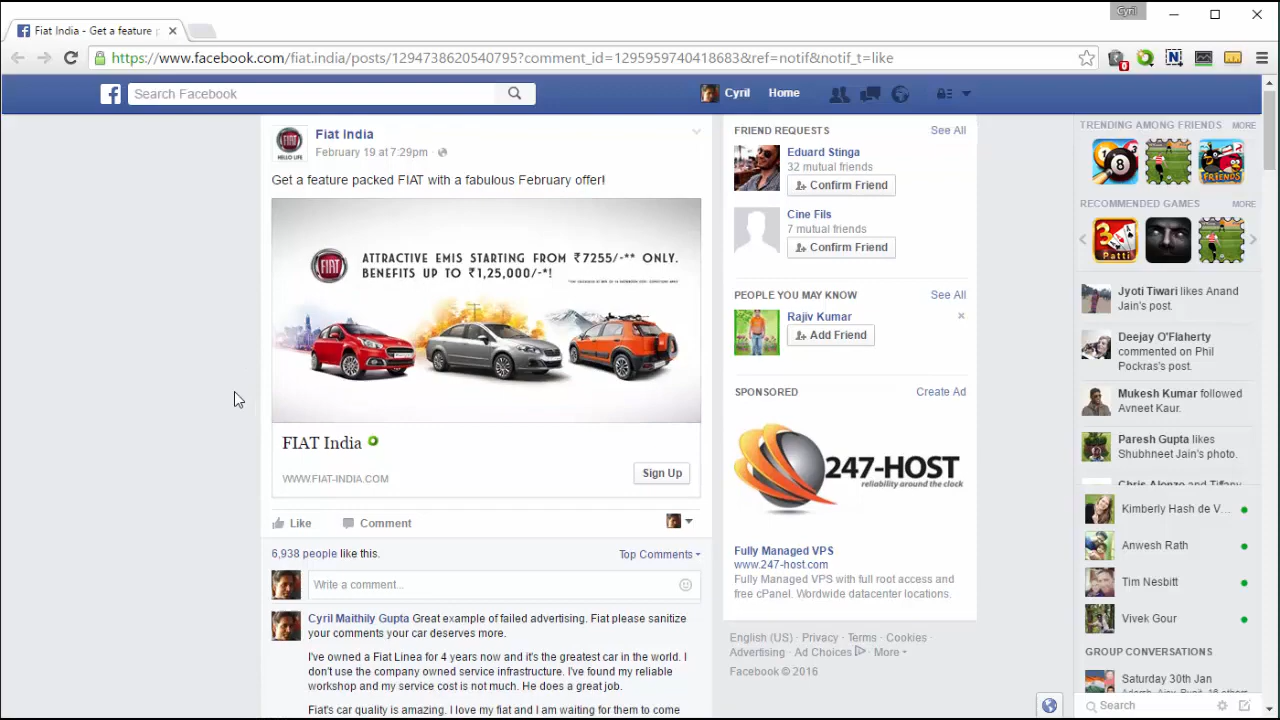 Cyril
Fiat India - Get a feature p
https://www.facebook.com/fiat.india/posts/1294738620540795?comment_id=1295959740418683&ref=notif&notif_t=like
0
Search Facebook
Cyril
Home
FIAT
HELLO LIFE
Fiat India
February 19 at 7:29pm
Get a feature packed FIAT with a fabulous February offer!
FIAT
ATTRACTIVE EMIS STARTING FROM ₹7255/-** ONLY.
BENEFITS UP TO ₹1,25,000/-*!
FIAT India
WWW.FIAT-INDIA.COM
Sign Up
Like
Comment
6,938 people like this.
Top Comments
Write a comment...
Cyril Maithily Gupta Great example of failed advertising. Fiat please sanitize
your comments your car deserves more.
I've owned a Fiat Linea for 4 years now and it's the greatest car in the world. I
don't use the company owned service infrastructure. I've found my reliable
workshop and my service cost is not much. He does a great job.
Fiat's car quality is amazing. I love my fiat and I am waiting for them to come
FRIEND REQUESTS
See All
Eduard Stinga
32 mutual friends
Confirm Friend
Cine Fils
7 mutual friends
Confirm Friend
PEOPLE YOU MAY KNOW
See All
Rajiv Kumar
Add Friend
SPONSORED
Create Ad
247-HOST
reliability around the clock
Fully Managed VPS
www.247-host.com
Fully Managed VPS with full root access and
free cPanel. Wordwide datacenter locations.
English (US) · Privacy · Terms · Cookies ·
Advertising · Ad Choices · More
Facebook © 2016
TRENDING AMONG FRIENDS
MORE
8
FRIENDS
RECOMMENDED GAMES
MORE
3
Patti
Jyoti Tiwari likes Anand
Jain's post.
Deejay O'Flaherty
commented on Phil
Pockras's post.
Mukesh Kumar followed
Avneet Kaur.
Paresh Gupta likes
Shubhneet Jain's photo.
Chris Alonzo and Tiffany
Kimberly Hash de V...
Anwesh Rath
Tim Nesbitt
Vivek Gour
GROUP CONVERSATIONS
Saturday 30th Jan
Search